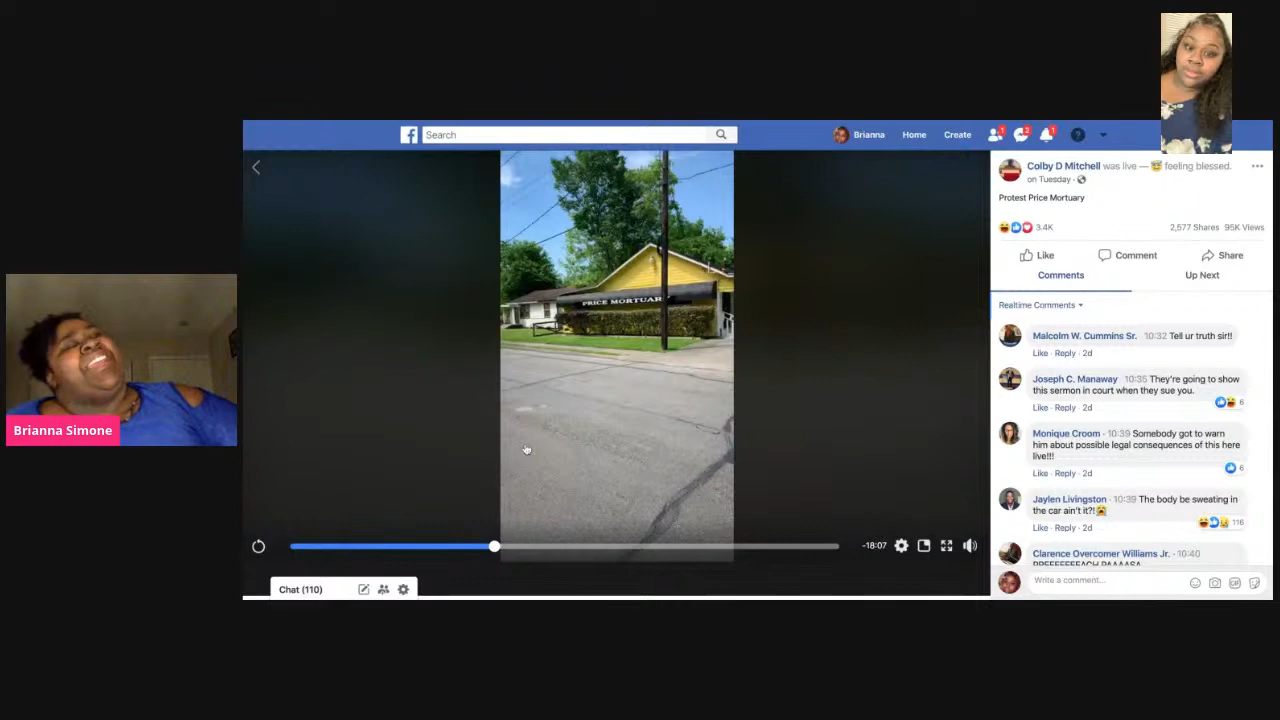 Search
Brianna
Home
Create
1
2
1
?
Colby D Mitchell was live — feeling blessed.
on Tuesday ·
Protest Price Mortuary
3.4K
2,577 Shares 95K Views
Like
Comment
Share
Comments
Up Next
Realtime Comments
Malcolm W. Cummins Sr. · 10:32 Tell ur truth sir!!
Like · Reply · 2d
Joseph C. Manaway · 10:35 They're going to show
this sermon in court when they sue you.
6
Like · Reply · 2d
Monique Croom · 10:39 Somebody got to warn
him about possible legal consequences of this here
live!!!
6
Like · Reply · 2d
Jaylen Livingston · 10:39 The body be sweating in
the car ain't it?!
116
Like · Reply · 2d
Clarence Overcomer Williams Jr. · 10:40
Write a comment...
GIF
PRICE MORTUARY
-18:07
Chat (110)
Brianna Simone